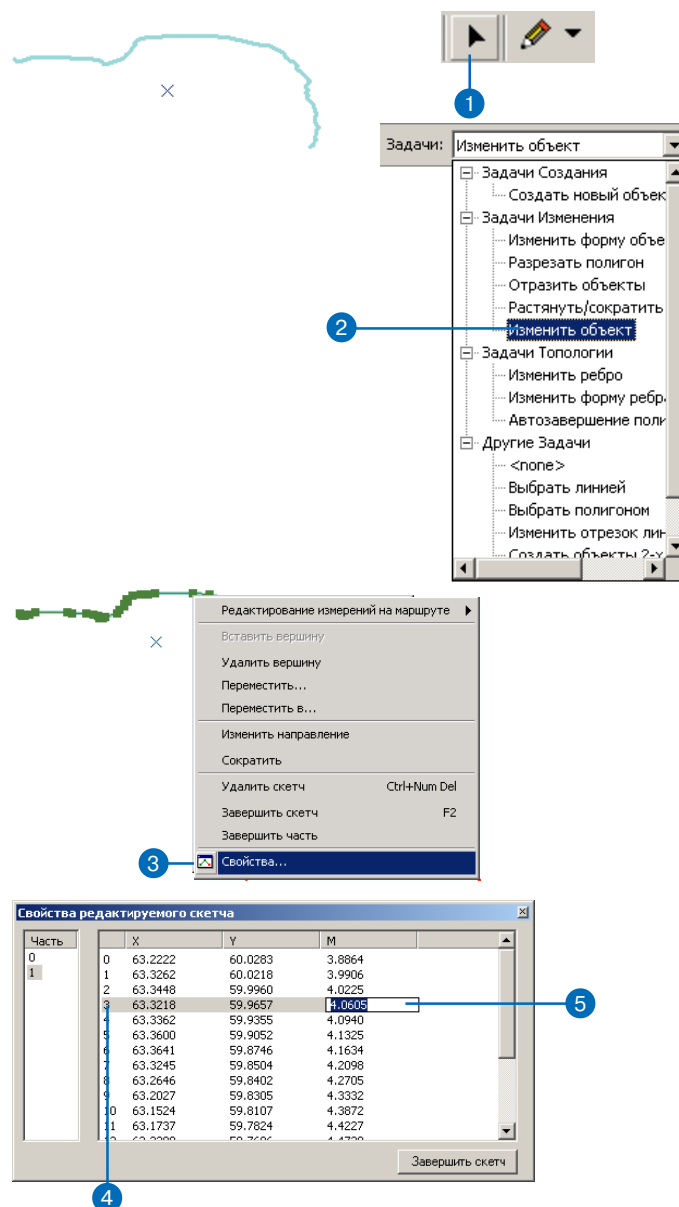 1
Задачи: Изменить объект
Задачи Создания
Создать новый объек
Задачи Изменения
Изменить форму объе
Разрезать полигон
Отразить объекты
Растянуть/сократить
2
Изменить объект
Задачи Топологии
Изменить ребро
Изменить форму ребр
Автозавершение поли
Другие Задачи
<none>
Выбрать линией
Выбрать полигоном
Изменить отрезок лин
Создать объекты 2-х
Редактирование измерений на маршруте
Вставить вершину
Удалить вершину
Переместить...
Переместить в...
Изменить направление
Сократить
Удалить скетч Ctrl+Num Del
Завершить скетч F2
Завершить часть
3
Свойства...
Свойства редактируемого скетча
Часть X Y M
0 0 63.2222 60.0283 3.8864
1 1 63.3262 60.0218 3.9906
2 63.3448 59.9960 4.0225
3 63.3218 59.9657 4.0605 5
4 63.3362 59.9355 4.0940
5 63.3600 59.9052 4.1325
6 63.3641 59.8746 4.1634
7 63.3245 59.8504 4.2098
8 63.2646 59.8402 4.2705
9 63.2027 59.8305 4.3332
10 63.1524 59.8107 4.3872
11 63.1737 59.7824 4.4227
Завершить скетч
4